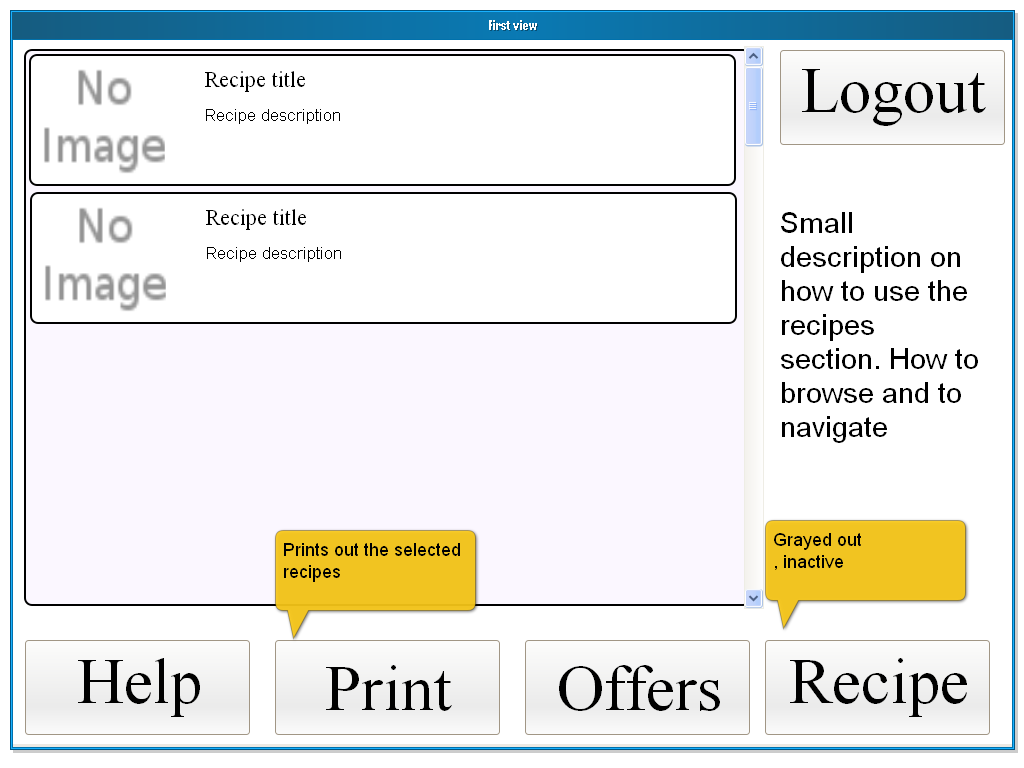 First view
No
Image
Recipe title
Recipe description
No
Image
Recipe title
Recipe description
Logout
Small
description on
how to use the
recipes
section. How to
browse and to
navigate
Prints out the selected
recipes
Grayed out
, inactive
Help
Print
Offers
Recipe